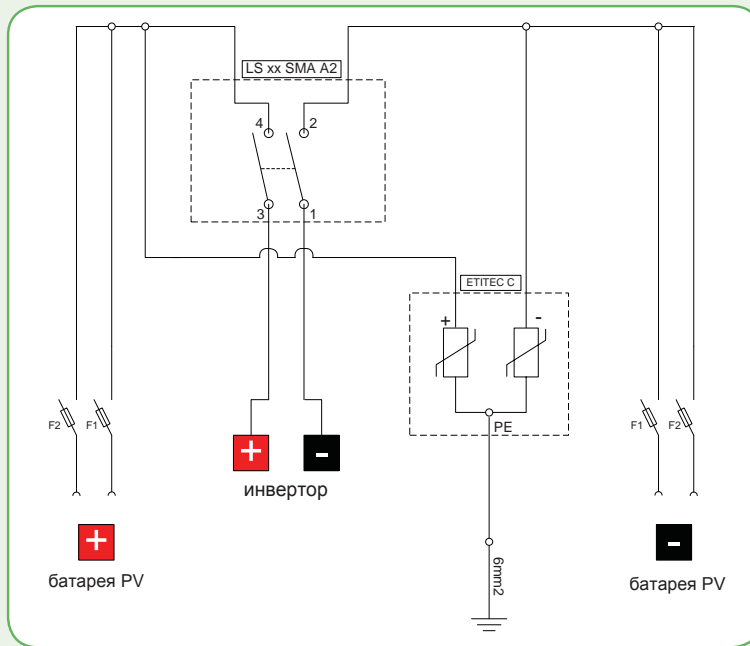 LS xx SMA A2
4 2
3 1
ETITEC C
+ -
PE
F2 F1
F1 F2
+ -
инвертор
6mm2
+
-
батарея PV
батарея PV